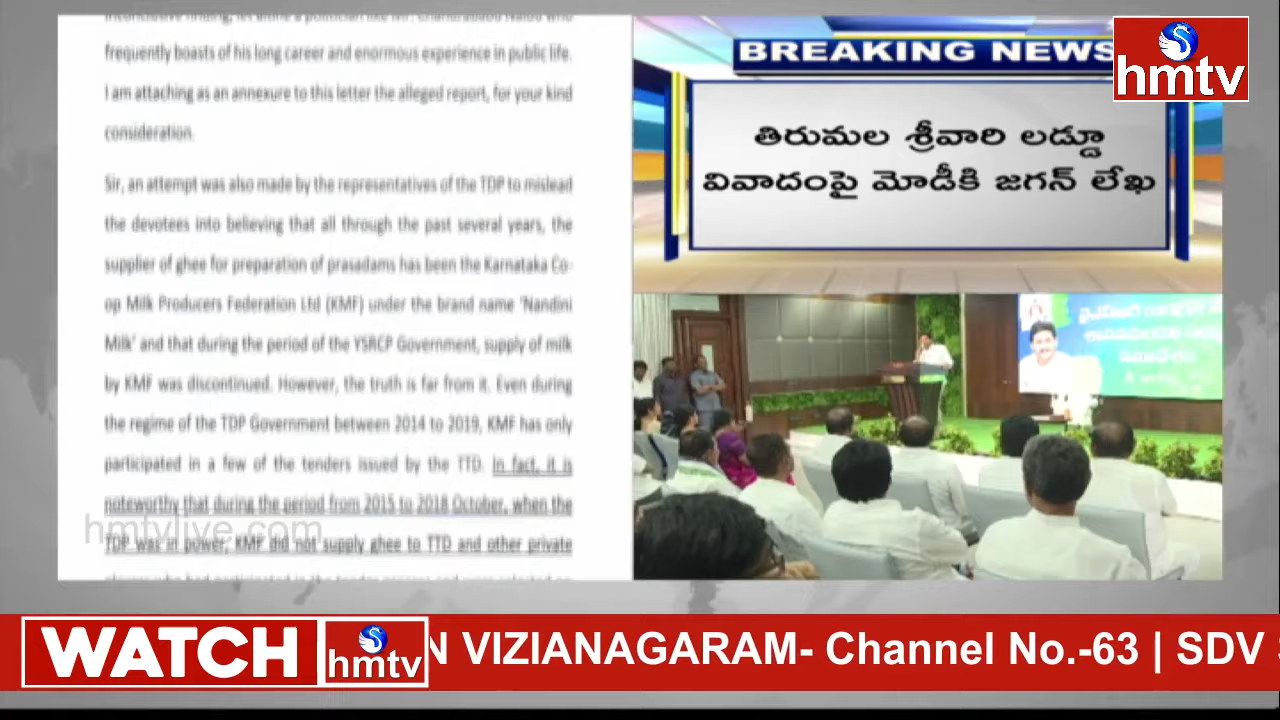 frequently boasts of his long career and enormous experience in public life.
I am attaching as an annexure to this letter the alleged report, for your kind
consideration.
Sir, an attempt was also made by the representatives of the TDP to mislead
the devotees into believing that all through the past several years, the
supplier of ghee for preparation of prasadams has been the Karnataka Co-
op Milk Producers Federation Ltd (KMF) under the brand name 'Nandini
Milk' and that during the period of the YSRCP Government, supply of milk
by KMF was discontinued. However, the truth is far from it. Even during
the regime of the TDP Government between 2014 to 2019, KMF has only
participated in a few of the tenders issued by the TTD. In fact, it is
noteworthy that during the period from 2015 to 2018 October, when the
TDP was in power, KMF did not supply ghee to TTD and other private
hmtvlive.com
BREAKING NEWS
hmtv
తిరుమల శ్రీవారి లడ్డూ
వివాదంపై మోడీకి జగన్ లేఖ
WATCH hmtv N VIZIANAGARAM- Channel No.-63 | SDV